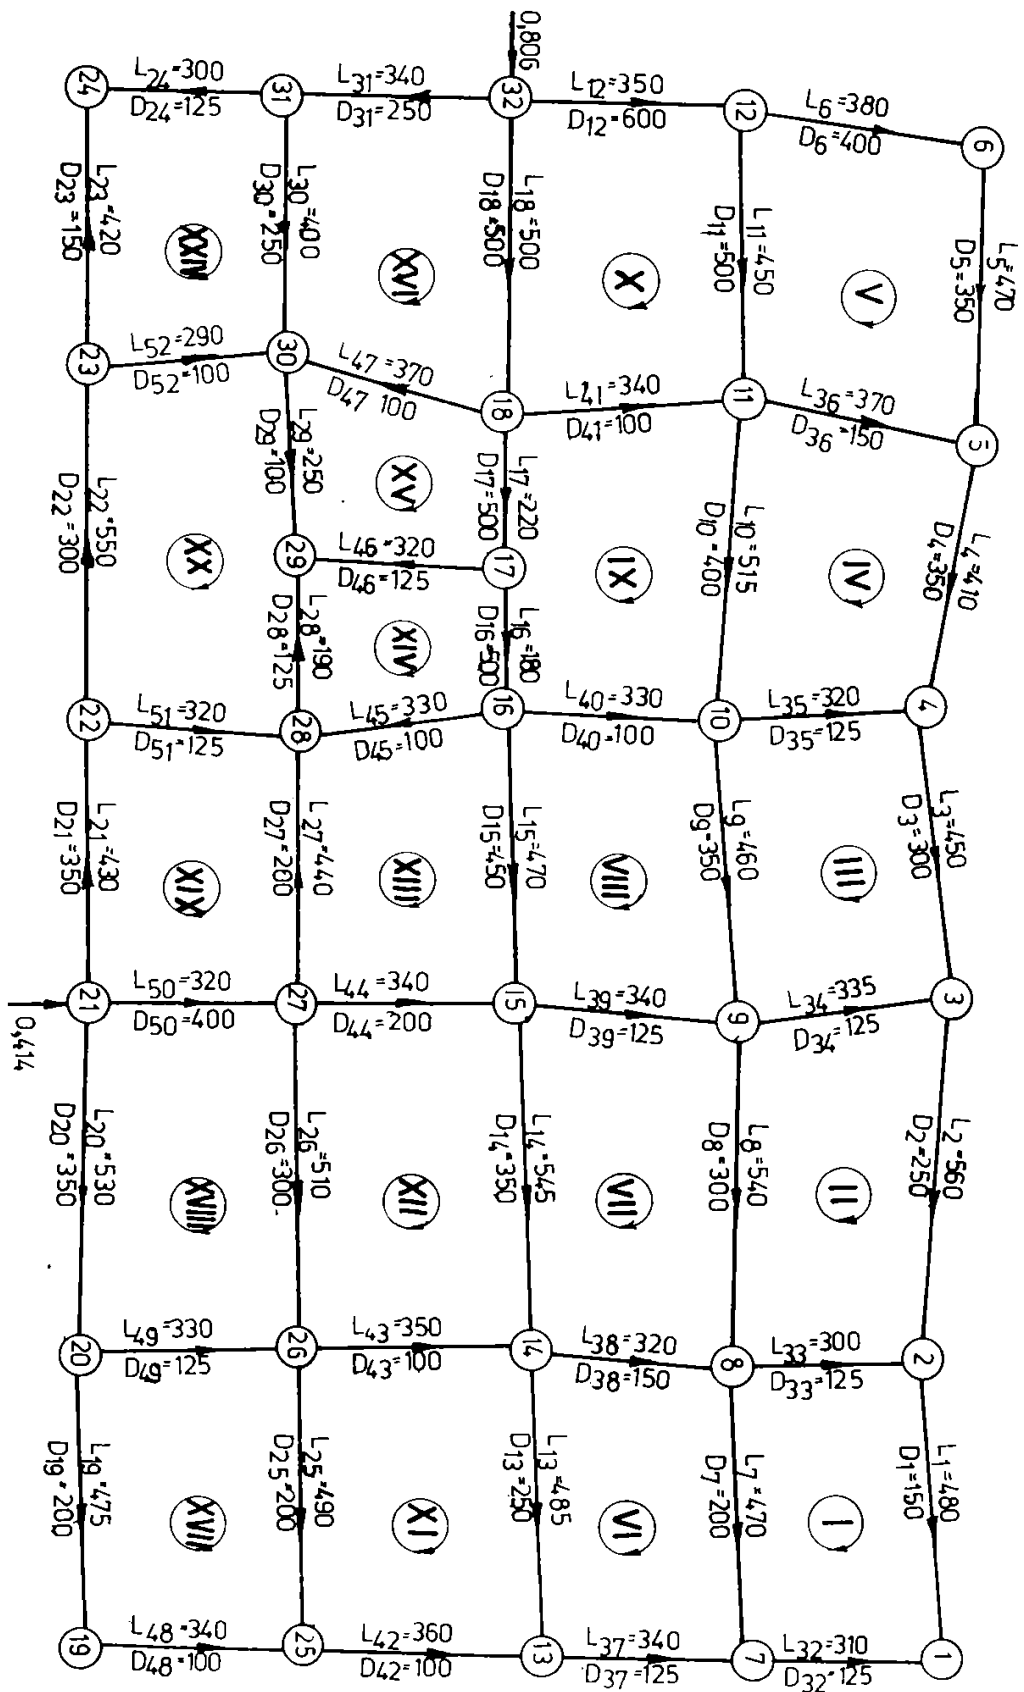 0,806
24
L24=300
D24=125
31
L31=340
D31=250
32
L12=350
D12=600
12
L6=380
D6=400
6
L23=420
D23=150
XXIV
L30=400
D30=250
XVI
L18=500
D18=500
X
L11=450
D11=500
V
L5=470
D5=350
23
L52=290
D52=100
30
L47=370
D47 100
18
L41=340
D41=100
11
L36=370
D36=150
5
L22=550
D22=300
XX
L29=250
D29=100
XV
L17=220
D17=500
IX
L10=515
D10=400
IV
L4=410
D4=350
29
L46=320
D46=125
17
L28=190
D28=125
XIV
L16=180
D16=500
22
L51=320
D51=125
28
L45=330
D45=100
16
L40=330
D40=100
10
L35=320
D35=125
4
L21=430
D21=350
XIX
L27=440
D27=280
XIII
L15=470
D15=450
VIII
L9=460
D9=350
III
L3=450
D3=300
0,414
21
L50=320
D50=400
27
L44=340
D44=200
15
L39=340
D39=125
9
L34=335
D34=125
3
L20=530
D20=350
XVIII
L26=510
D26=300
XII
L14=545
D14=350
VII
L8=540
D8=300
II
L2=560
D2=250
20
L49=330
D49=125
26
L43=350
D43=100
14
L38=320
D38=150
8
L33=300
D33=125
2
L19=475
D19=200
XVII
L25=490
D25=200
XI
L13=485
D13=250
VI
L7=470
D7=200
I
L1=480
D1=150
19
L48=340
D48=100
25
L42=360
D42=100
13
L37=340
D37=125
7
L32=310
D32=125
1